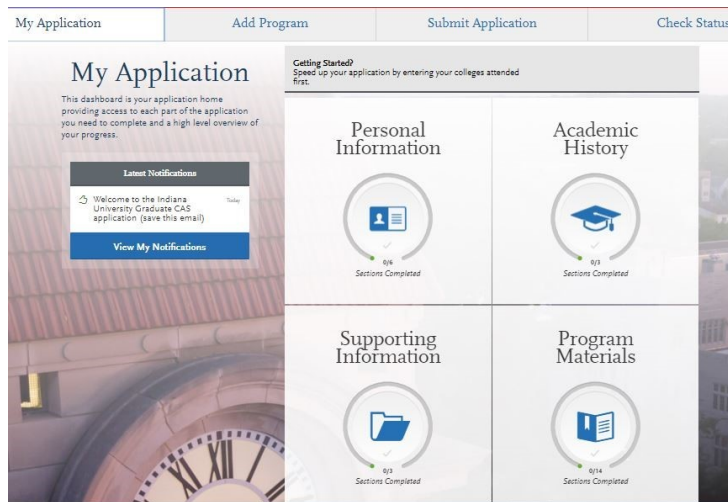 My Application
Add Program
Submit Application
Check Status
My Application
This dashboard is your application home
providing access to each part of the application
you need to complete and a high level overview of
your progress.
Latest Notifications
Welcome to the Indiana
University Graduate CAS
application (save this email)
Today
View My Notifications
Getting Started?
Speed up your application by entering your colleges attended
first.
Personal
Information
0/6
Sections Completed
Academic
History
0/3
Sections Completed
Supporting
Information
0/3
Sections Completed
Program
Materials
0/14
Sections Completed